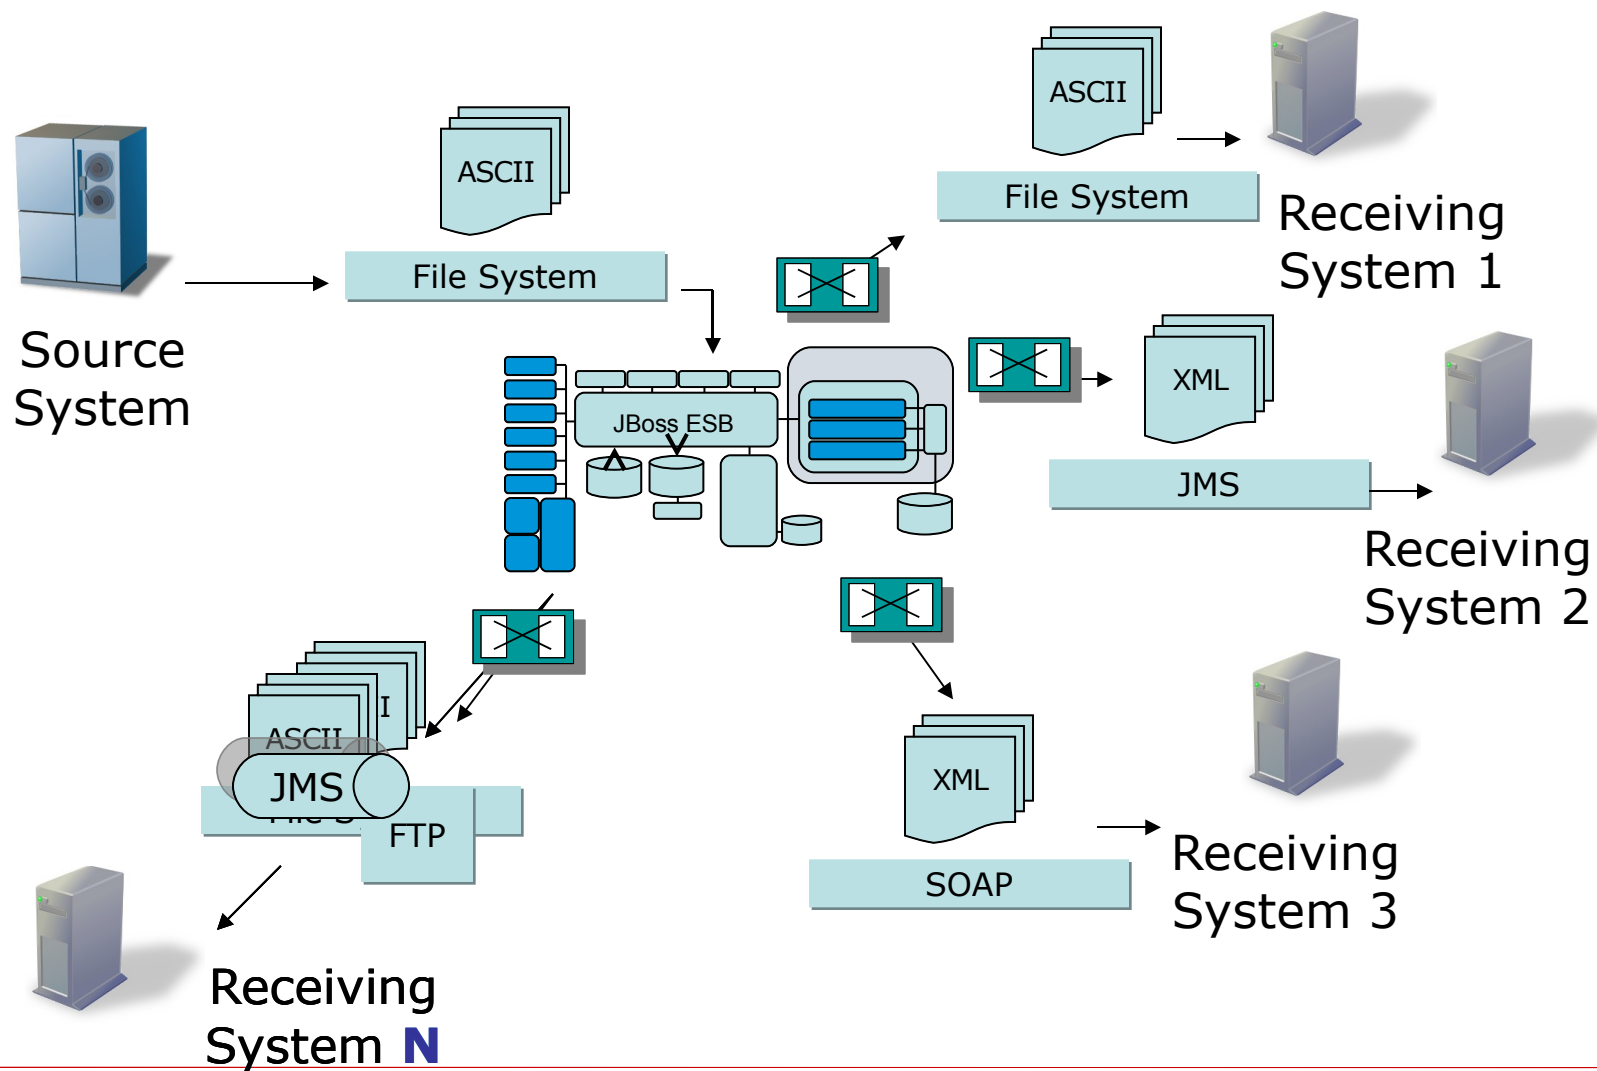 ASCII
File System
Source
System
ASCII
File System
Receiving
System 1
JBoss ESB
XML
JMS
Receiving
System 2
XML
SOAP
Receiving
System 3
ASCII
JMS
FTP
Receiving
System N